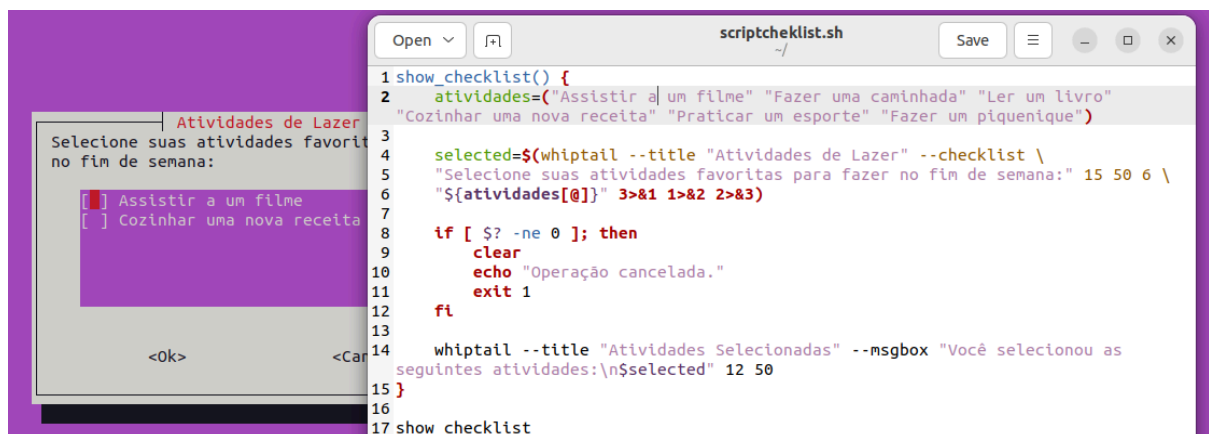 Atividades de Lazer
Selecione suas atividades favorit
no fim de semana:
[ ] Assistir a um filme
[ ] Cozinhar uma nova receita
<Ok> <Can
Open
scriptcheklist.sh
~/
Save
1 show_checklist() {
2 atividades=("Assistir a um filme" "Fazer uma caminhada" "Ler um livro"
"Cozinhar uma nova receita" "Praticar um esporte" "Fazer um piquenique")
3
4 selected=$(whiptail --title "Atividades de Lazer" --checklist \
5 "Selecione suas atividades favoritas para fazer no fim de semana:" 15 50 6 \
6 "${atividades[@]}" 3>&1 1>&2 2>&3)
7
8 if [ $? -ne 0 ]; then
9 clear
10 echo "Operação cancelada."
11 exit 1
12 fi
13
14 whiptail --title "Atividades Selecionadas" --msgbox "Você selecionou as
seguintes atividades:\n$selected" 12 50
15 }
16
17 show_checklist